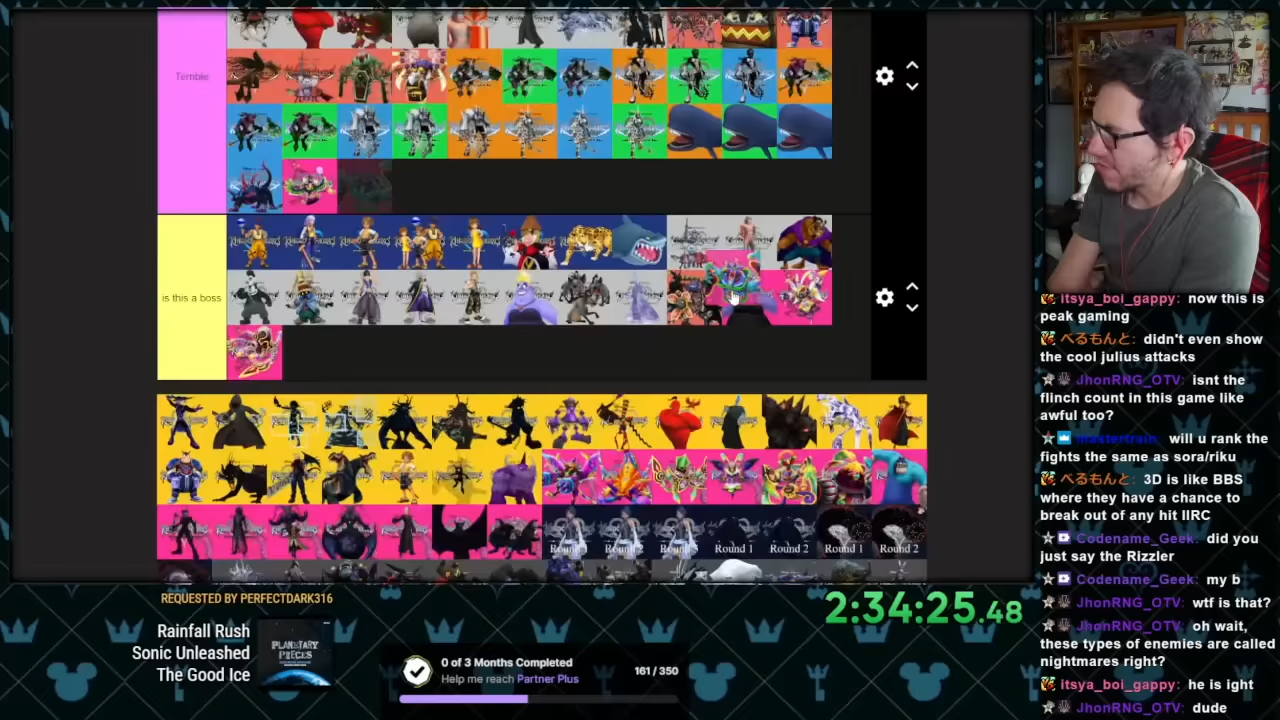 Terrible
is this a boss
Round 1
Round 2
Round 3
Round 1
Round 2
Round 1
Round 2
REQUESTED BY PERFECTDARK316
Rainfall Rush
Sonic Unleashed
The Good Ice
PLANETARY
PIECES
0 of 3 Months Completed
Help me reach Partner Plus
161 / 350
2:34:25.48
itsya_boi_gappy: now this is
peak gaming
べるもんと: didn't even show
the cool julius attacks
JhonRNG_OTV: isnt the
flinch count in this game like
awful too?
mastertrain: will u rank the
fights the same as sora/riku
べるもんと: 3D is like BBS
where they have a chance to
break out of any hit IIRC
Codename_Geek: did you
just say the Rizzler
Codename_Geek: my b
JhonRNG_OTV: wtf is that?
JhonRNG_OTV: oh wait,
these types of enemies are called
nightmares right?
itsya_boi_gappy: he is ight
JhonRNG_OTV: dude